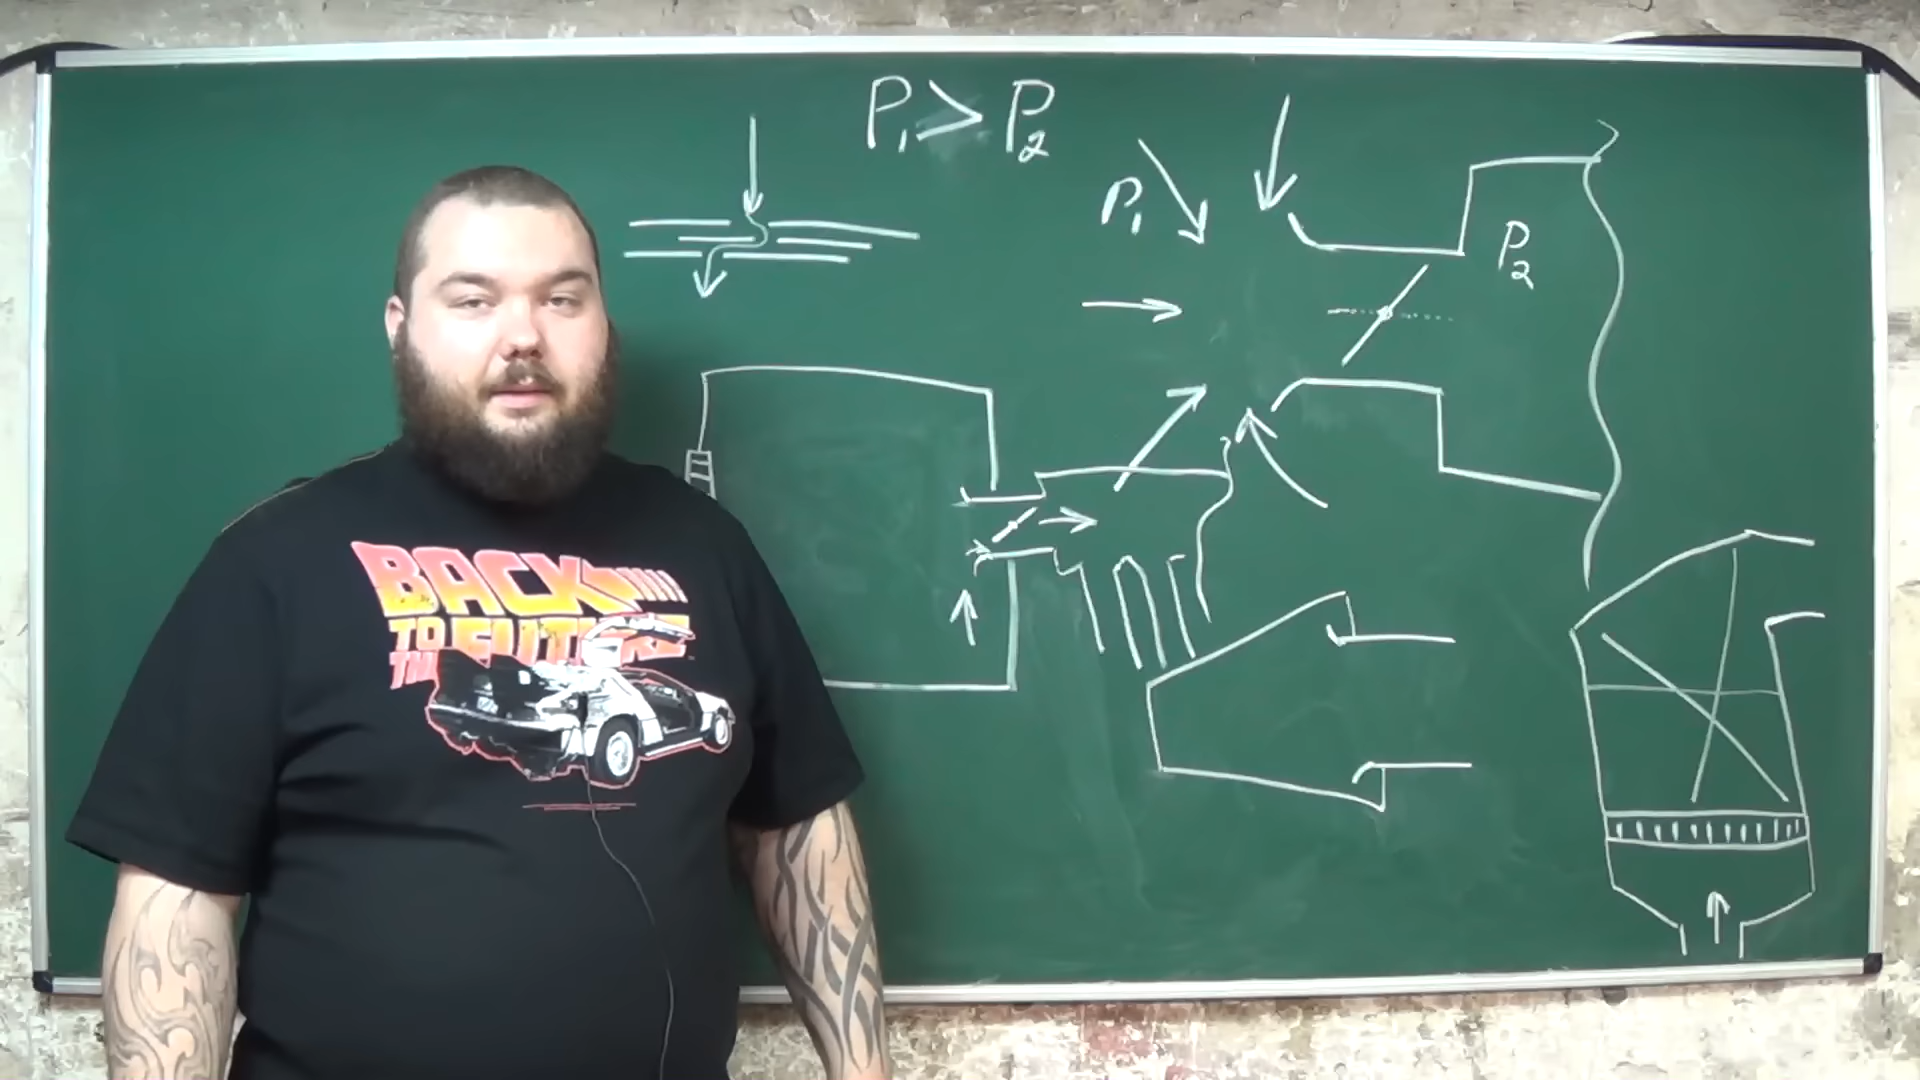 P₁ > P₂
P₁
P₂
BACK
TO THE FUTURE